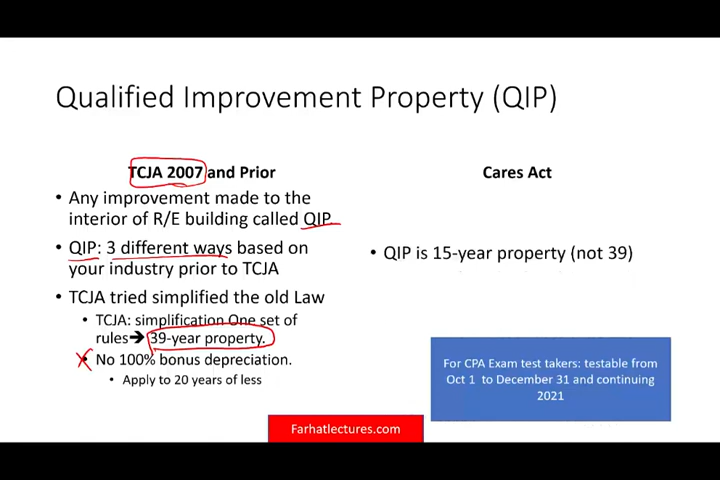 Qualified Improvement Property (QIP)
TCJA 2007 and Prior
• Any improvement made to the
interior of R/E building called QIP
• QIP: 3 different ways based on
your industry prior to TCJA
• TCJA tried simplified the old Law
• TCJA: simplification One set of
rules➔ 39-year property.
• No 100% bonus depreciation.
• Apply to 20 years of less
Cares Act
• QIP is 15-year property (not 39)
For CPA Exam test takers: testable from
Oct 1 to December 31 and continuing
2021
Farhatlectures.com